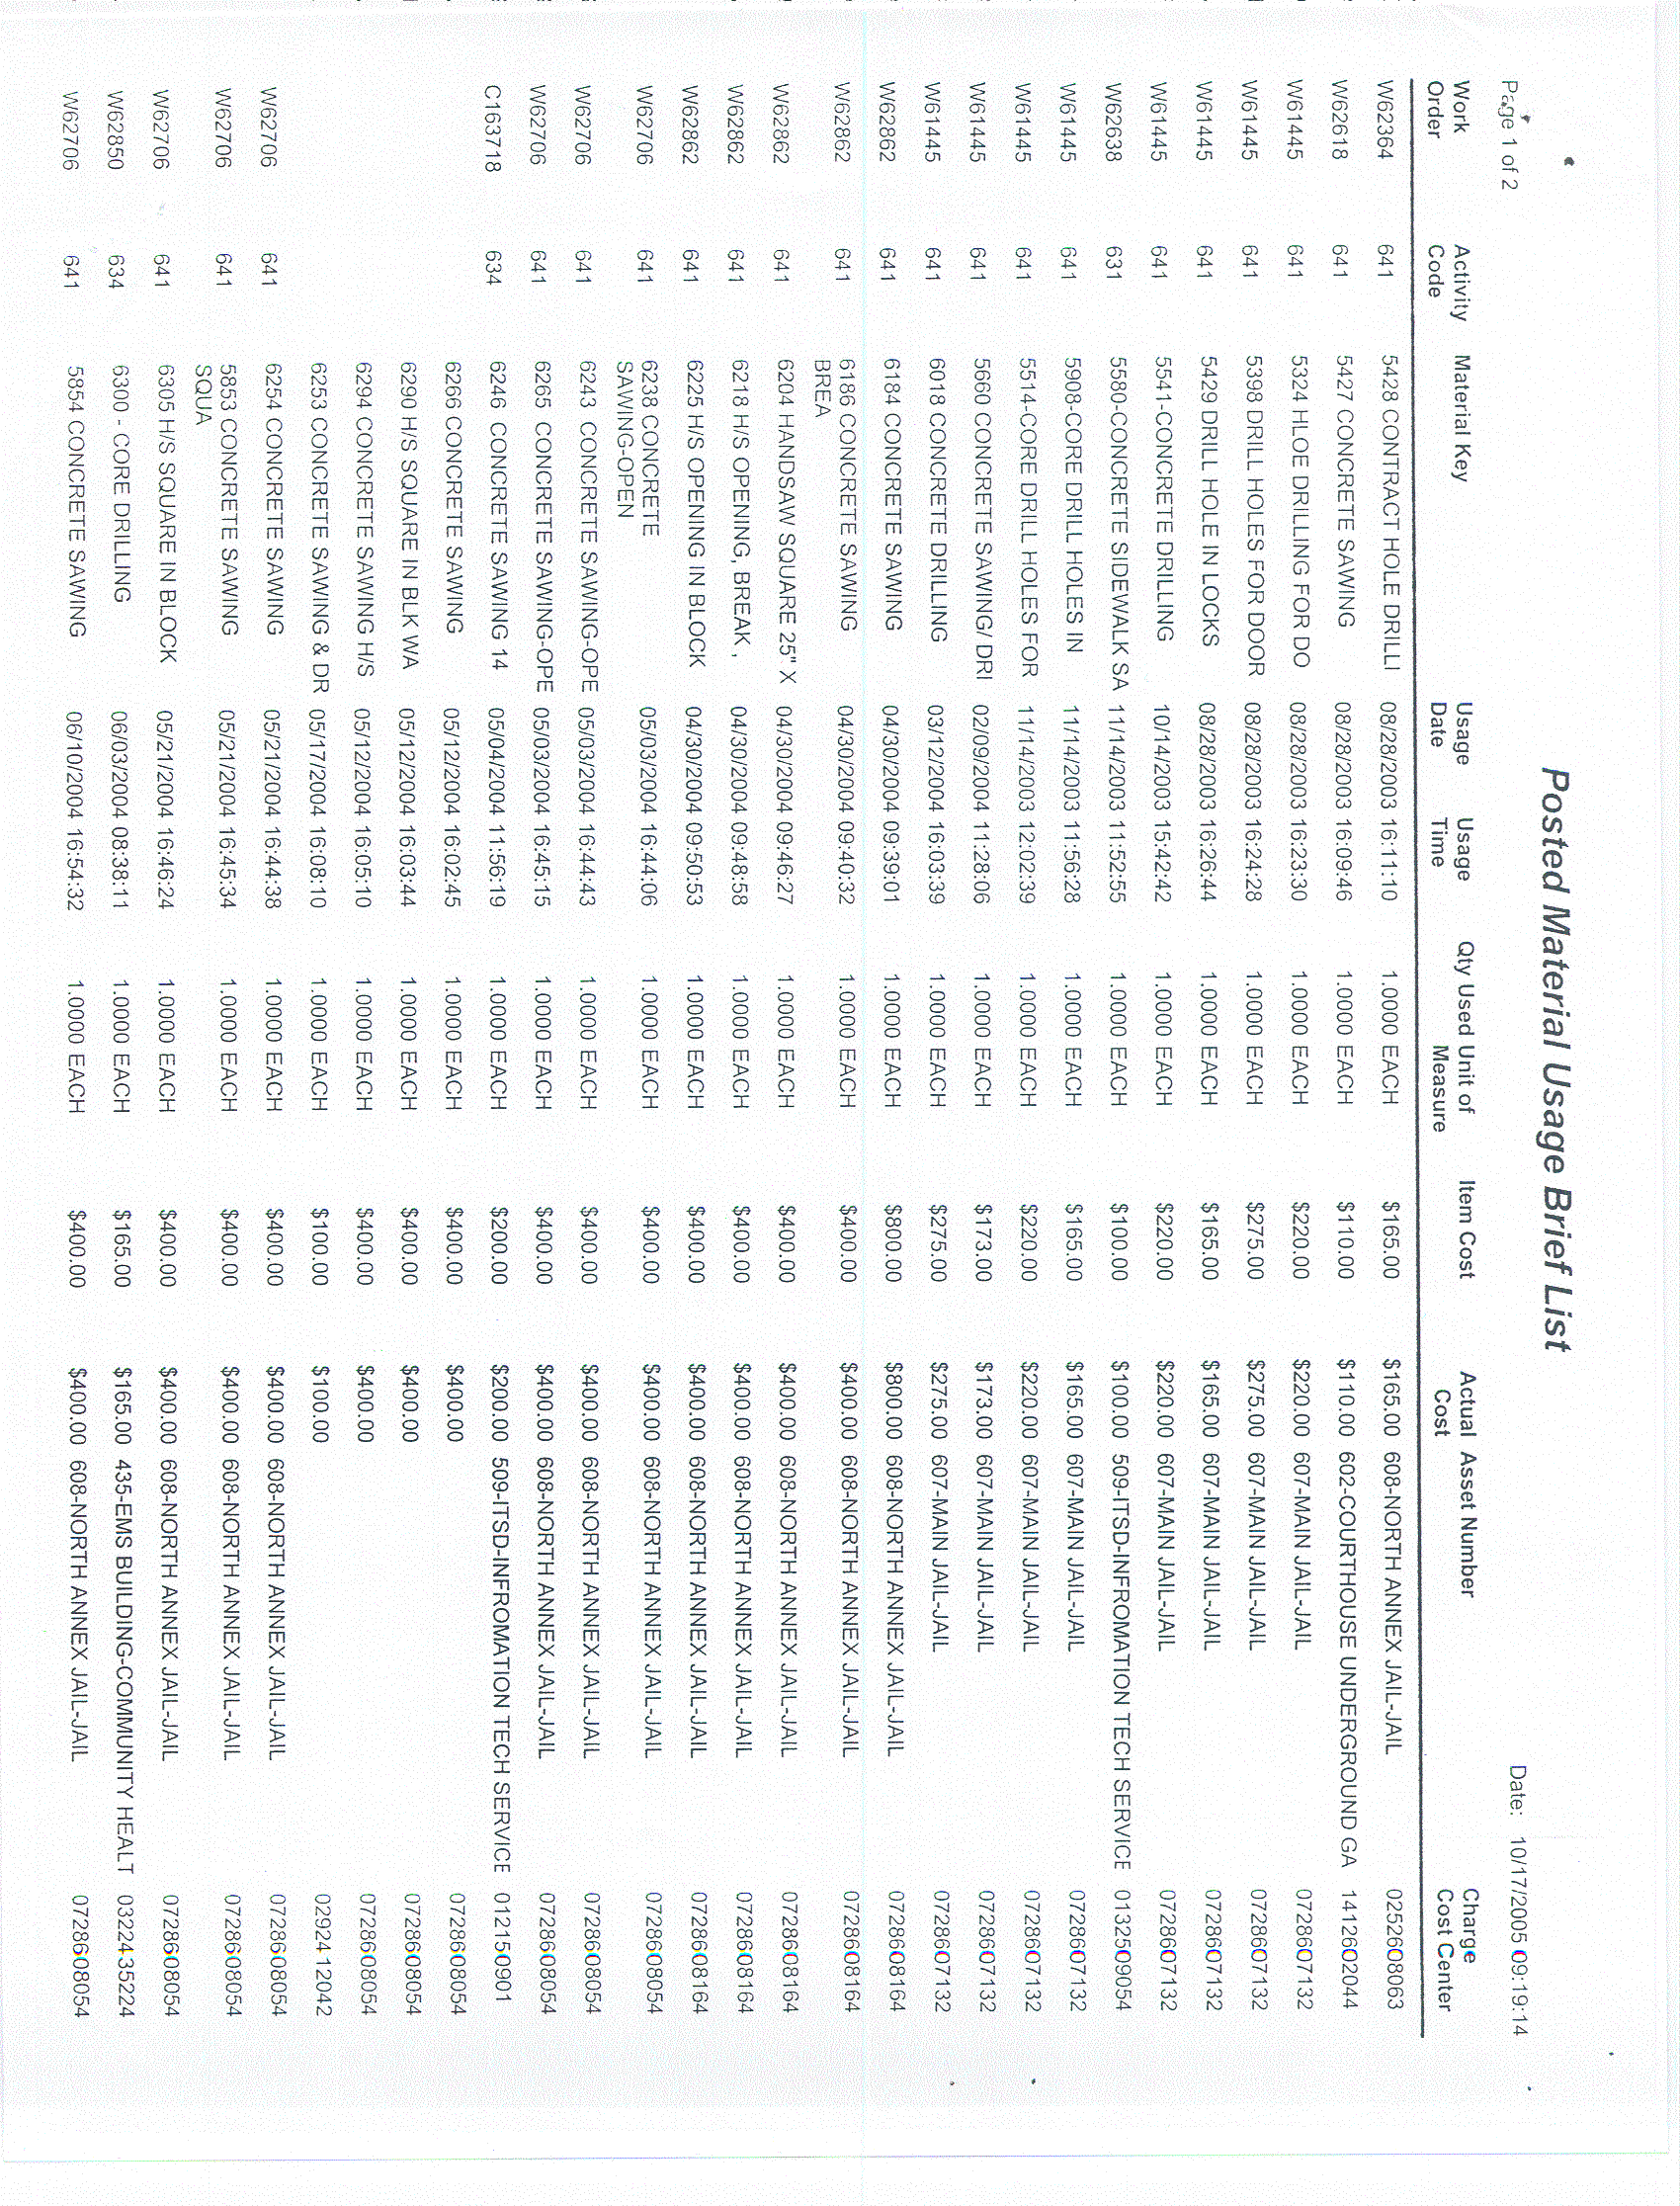 Posted Material Usage Brief List
Page 1 of 2 Date: 10/17/2005 09:19:14
Work Order Activity Code Material Key Usage Date Usage Time Qty Used Unit of Measure Item Cost Actual Cost Asset Number Charge Cost Center
W62364 641 5428 CONTRACT HOLE DRILLI 08/28/2003 16:11:10 1.0000 EACH $165.00 $165.00 608-NORTH ANNEX JAIL-JAIL 0252608063
W62618 641 5427 CONCRETE SAWING 08/28/2003 16:09:46 1.0000 EACH $110.00 $110.00 602-COURTHOUSE UNDERGROUND GA 1412602044
W61445 641 5324 HLOE DRILLING FOR DO 08/28/2003 16:23:30 1.0000 EACH $220.00 $220.00 607-MAIN JAIL-JAIL 0728607132
W61445 641 5398 DRILL HOLES FOR DOOR 08/28/2003 16:24:28 1.0000 EACH $275.00 $275.00 607-MAIN JAIL-JAIL 0728607132
W61445 641 5429 DRILL HOLE IN LOCKS 08/28/2003 16:26:44 1.0000 EACH $165.00 $165.00 607-MAIN JAIL-JAIL 0728607132
W61445 641 5541-CONCRETE DRILLING 10/14/2003 15:42:42 1.0000 EACH $220.00 $220.00 607-MAIN JAIL-JAIL 0728607132
W62638 631 5580-CONCRETE SIDEWALK SA 11/14/2003 11:52:55 1.0000 EACH $100.00 $100.00 509-ITSD-INFROMATION TECH SERVICE 0132509054
W61445 641 5908-CORE DRILL HOLES IN 11/14/2003 11:56:28 1.0000 EACH $165.00 $165.00 607-MAIN JAIL-JAIL 0728607132
W61445 641 5514-CORE DRILL HOLES FOR 11/14/2003 12:02:39 1.0000 EACH $220.00 $220.00 607-MAIN JAIL-JAIL 0728607132
W61445 641 5660 CONCRETE SAWING/ DRI 02/09/2004 11:28:06 1.0000 EACH $173.00 $173.00 607-MAIN JAIL-JAIL 0728607132
W61445 641 6018 CONCRETE DRILLING 03/12/2004 16:03:39 1.0000 EACH $275.00 $275.00 607-MAIN JAIL-JAIL 0728607132
W62862 641 6184 CONCRETE SAWING 04/30/2004 09:39:01 1.0000 EACH $800.00 $800.00 608-NORTH ANNEX JAIL-JAIL 0728608164
W62862 641 6186 CONCRETE SAWING 04/30/2004 09:40:32 1.0000 EACH $400.00 $400.00 608-NORTH ANNEX JAIL-JAIL 0728608164
BREA
W62862 641 6204 HANDSAW SQUARE 25" X 04/30/2004 09:46:27 1.0000 EACH $400.00 $400.00 608-NORTH ANNEX JAIL-JAIL 0728608164
W62862 641 6218 H/S OPENING, BREAK , 04/30/2004 09:48:58 1.0000 EACH $400.00 $400.00 608-NORTH ANNEX JAIL-JAIL 0728608164
W62862 641 6225 H/S OPENING IN BLOCK 04/30/2004 09:50:53 1.0000 EACH $400.00 $400.00 608-NORTH ANNEX JAIL-JAIL 0728608164
W62706 641 6238 CONCRETE 05/03/2004 16:44:06 1.0000 EACH $400.00 $400.00 608-NORTH ANNEX JAIL-JAIL 0728608054
SAWING-OPEN
W62706 641 6243 CONCRETE SAWING-OPE 05/03/2004 16:44:43 1.0000 EACH $400.00 $400.00 608-NORTH ANNEX JAIL-JAIL 0728608054
W62706 641 6265 CONCRETE SAWING-OPE 05/03/2004 16:45:15 1.0000 EACH $400.00 $400.00 608-NORTH ANNEX JAIL-JAIL 0728608054
C163718 634 6246 CONCRETE SAWING 14 05/04/2004 11:56:19 1.0000 EACH $200.00 $200.00 509-ITSD-INFROMATION TECH SERVICE 012150901
6266 CONCRETE SAWING 05/12/2004 16:02:45 1.0000 EACH $400.00 $400.00 0728608054
6290 H/S SQUARE IN BLK WA 05/12/2004 16:03:44 1.0000 EACH $400.00 $400.00 0728608054
6294 CONCRETE SAWING H/S 05/12/2004 16:05:10 1.0000 EACH $400.00 $400.00 0728608054
6253 CONCRETE SAWING & DR 05/17/2004 16:08:10 1.0000 EACH $100.00 $100.00 0292412042
W62706 641 6254 CONCRETE SAWING 05/21/2004 16:44:38 1.0000 EACH $400.00 $400.00 608-NORTH ANNEX JAIL-JAIL 0728608054
W62706 641 5853 CONCRETE SAWING 05/21/2004 16:45:34 1.0000 EACH $400.00 $400.00 608-NORTH ANNEX JAIL-JAIL 0728608054
SQUA
W62706 641 6305 H/S SQUARE IN BLOCK 05/21/2004 16:46:24 1.0000 EACH $400.00 $400.00 608-NORTH ANNEX JAIL-JAIL 0728608054
W62850 634 6300 - CORE DRILLING 06/03/2004 08:38:11 1.0000 EACH $165.00 $165.00 435-EMS BUILDING-COMMUNITY HEALT 0322435224
W62706 641 5854 CONCRETE SAWING 06/10/2004 16:54:32 1.0000 EACH $400.00 $400.00 608-NORTH ANNEX JAIL-JAIL 0728608054